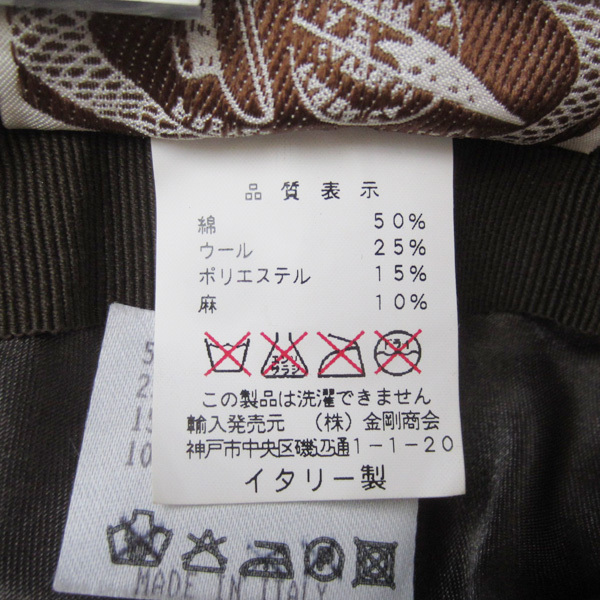 品質表示
綿 50%
ウール 25%
ポリエステル 15%
麻 10%
エンソ サラシ ドライ
この製品は洗濯できません
輸入発売元 (株)金剛商会
神戸市中央区磯辺通1-1-20
イタリー製
5
2
15
10
MADE IN ITALY